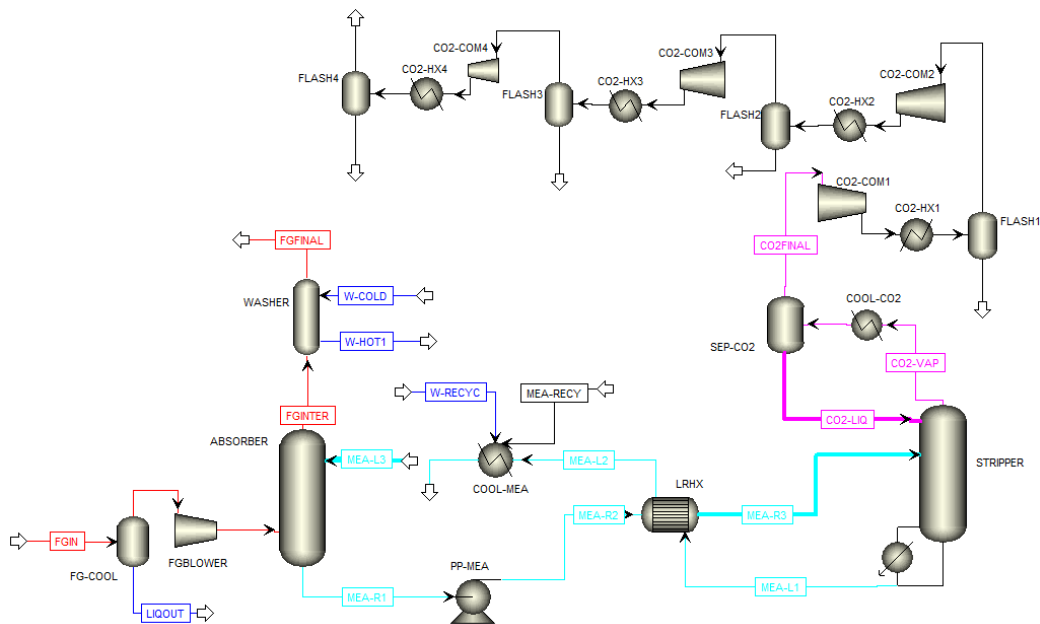 CO2-COM4
CO2-COM3
CO2-COM2
FLASH4
CO2-HX4
FLASH3
CO2-HX3
FLASH2
CO2-HX2
CO2-COM1
CO2-HX1
FLASH1
FGFINAL
CO2FINAL
WASHER
W-COLD
COOL-CO2
W-HOT1
SEP-CO2
CO2-VAP
W-RECYC
MEA-RECY
FGINTER
CO2-LIQ
ABSORBER
MEA-L3
MEA-L2
STRIPPER
COOL-MEA
LRHX
MEA-R2
MEA-R3
FGIN
FGBLOWER
FG-COOL
PP-MEA
MEA-L1
MEA-R1
LIQOUT